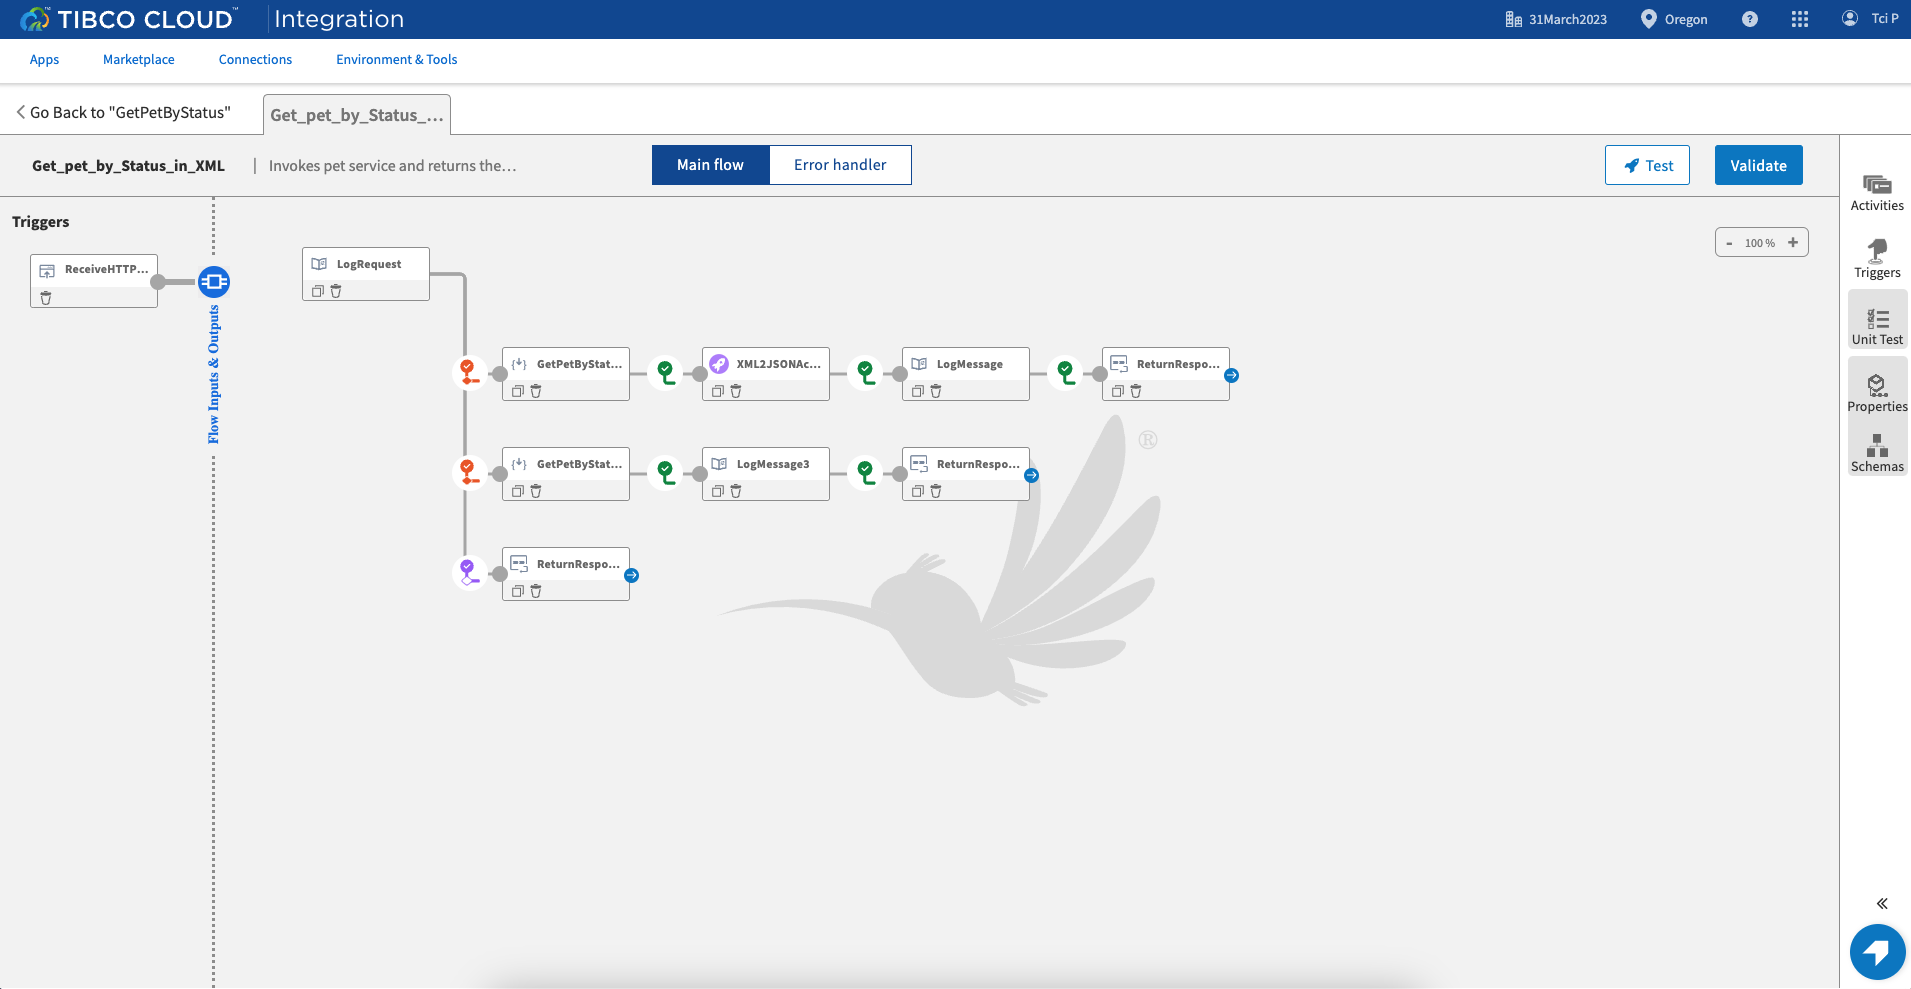 TIBCO CLOUD™ Integration
31March2023 Oregon ? Tci P
Apps Marketplace Connections Environment & Tools
Go Back to "GetPetByStatus" Get_pet_by_Status_...
Get_pet_by_Status_in_XML | Invokes pet service and returns the...
Main flow Error handler
Test Validate
Triggers
ReceiveHTTP...
Flow Inputs & Outputs
LogRequest
- 100 % +
GetPetByStat... XML2JSONAc... LogMessage ReturnRespo...
GetPetByStat... LogMessage3 ReturnRespo...
ReturnRespo...
®
Activities
Triggers
Unit Test
Properties
Schemas